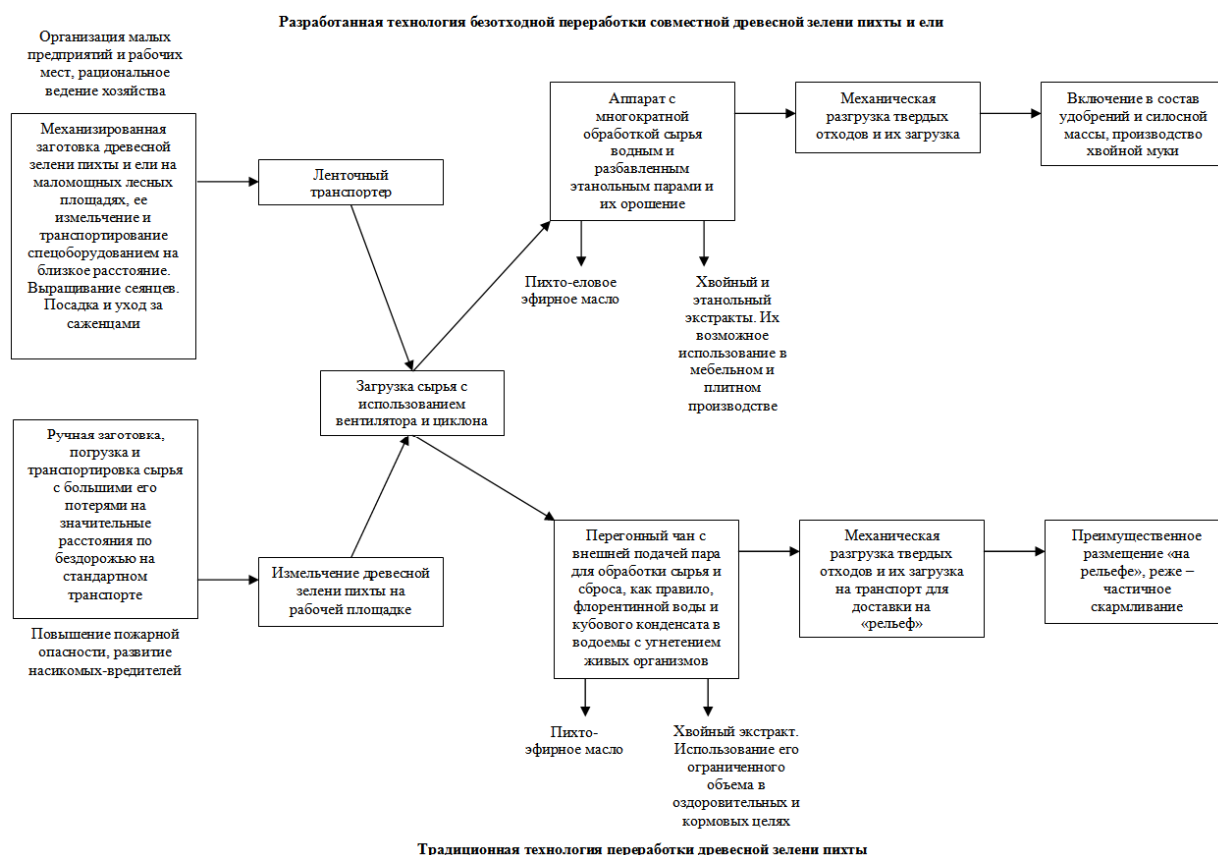 Разработанная технология безотходной переработки совместной древесной зелени пихты и ели
Организация малых
предприятий и рабочих
мест, рациональное
ведение хозяйства
Механизированная
заготовка древесной
зелени пихты и ели на
маломощных лесных
площадях, ее
измельчение и
транспортирование
спецоборудованием на
близкое расстояние.
Выращивание сеянцев.
Посадка и уход за
саженцами
Ленточный
транспортер
Аппарат с
многократной
обработкой сырья
водным и
разбавленным
этанольным парами и
их орошение
Механическая
разгрузка твердых
отходов и их загрузка
Включение в состав
удобрений и силосной
массы, производство
хвойной муки
Пихто-еловое
эфирное масло
Хвойный и
этанольный
экстракты. Их
возможное
использование в
мебельном и
плитном
производстве
Загрузка сырья с
использованием
вентилятора и циклона
Ручная заготовка,
погрузка и
транспортировка сырья
с большими его
потерями на
значительные
расстояния по
бездорожью на
стандартном
транспорте
Повышение пожарной
опасности, развитие
насикомых-вредителей
Измельчение древесной
зелени пихты на
рабочей площадке
Перегонный чан с
внешней подачей пара
для обработки сырья и
сброса, как правило,
флорентинной воды и
кубового конденсата в
водоемы с угнетением
живых организмов
Механическая
разгрузка твердых
отходов и их загрузка
на транспорт для
доставки на
«рельеф»
Преимущественное
размещение «на
рельефе», реже –
частичное
скармливание
Пихто-
эфирное масло
Хвойный экстракт.
Использование его
ограниченного
объема в
оздоровительных и
кормовых целях
Традиционная технология переработки древесной зелени пихты